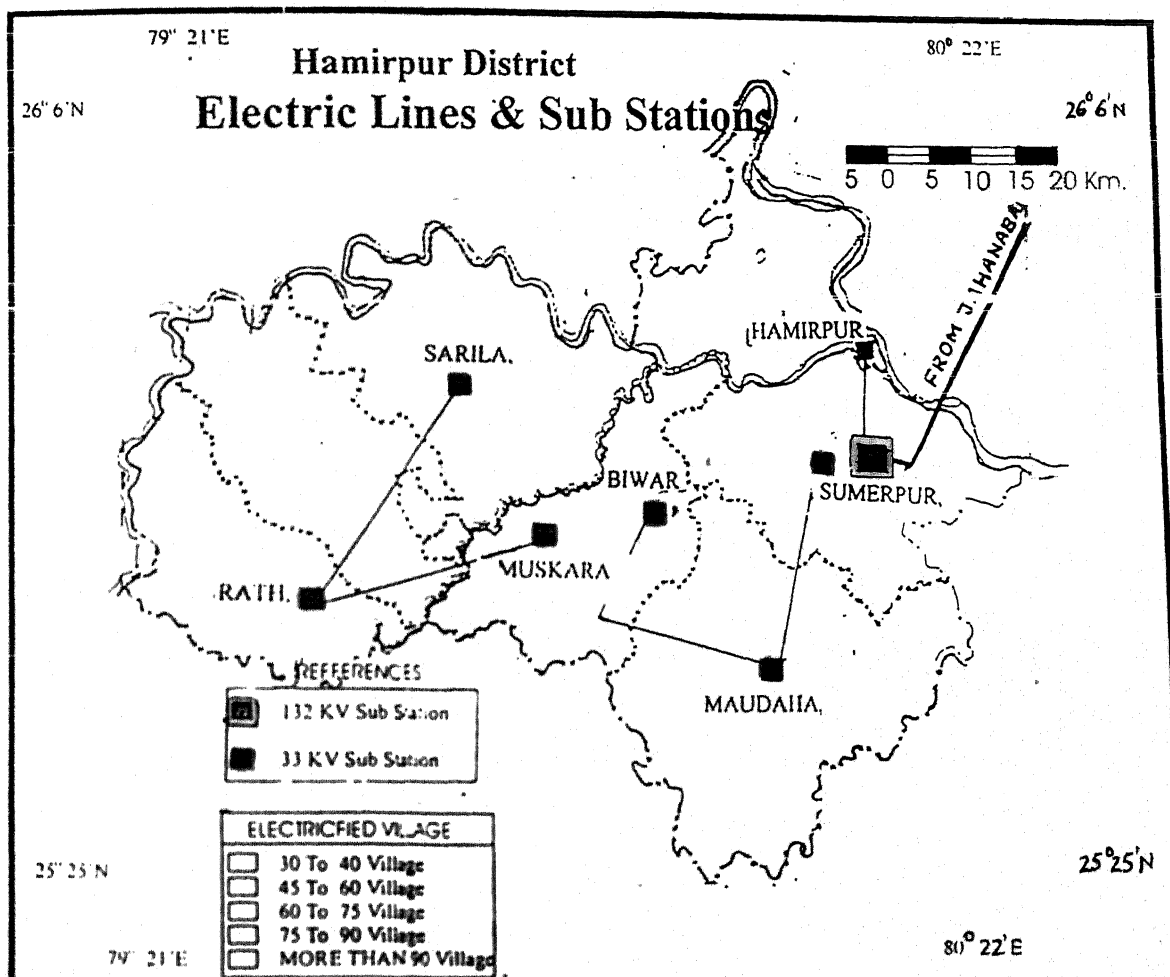 79° 21'E
80° 22'E
Hamirpur District
26° 6'N
26° 6'N
Electric Lines & Sub Stations
5 0 5 10 15 20 Km.
HAMIRPUR
SARILA.
BIWAR
SUMERPUR.
MUSKARA
RATH.
REFFERENCES
MAUDAHA.
132 KV Sub Station
33 KV Sub Station
ELECTRICFIED VILLAGE
30 To 40 Village
25° 25'N
25° 25'N
45 To 60 Village
60 To 75 Village
75 To 90 Village
79° 21'E
MORE THAN 90 Village
80° 22'E
FROM